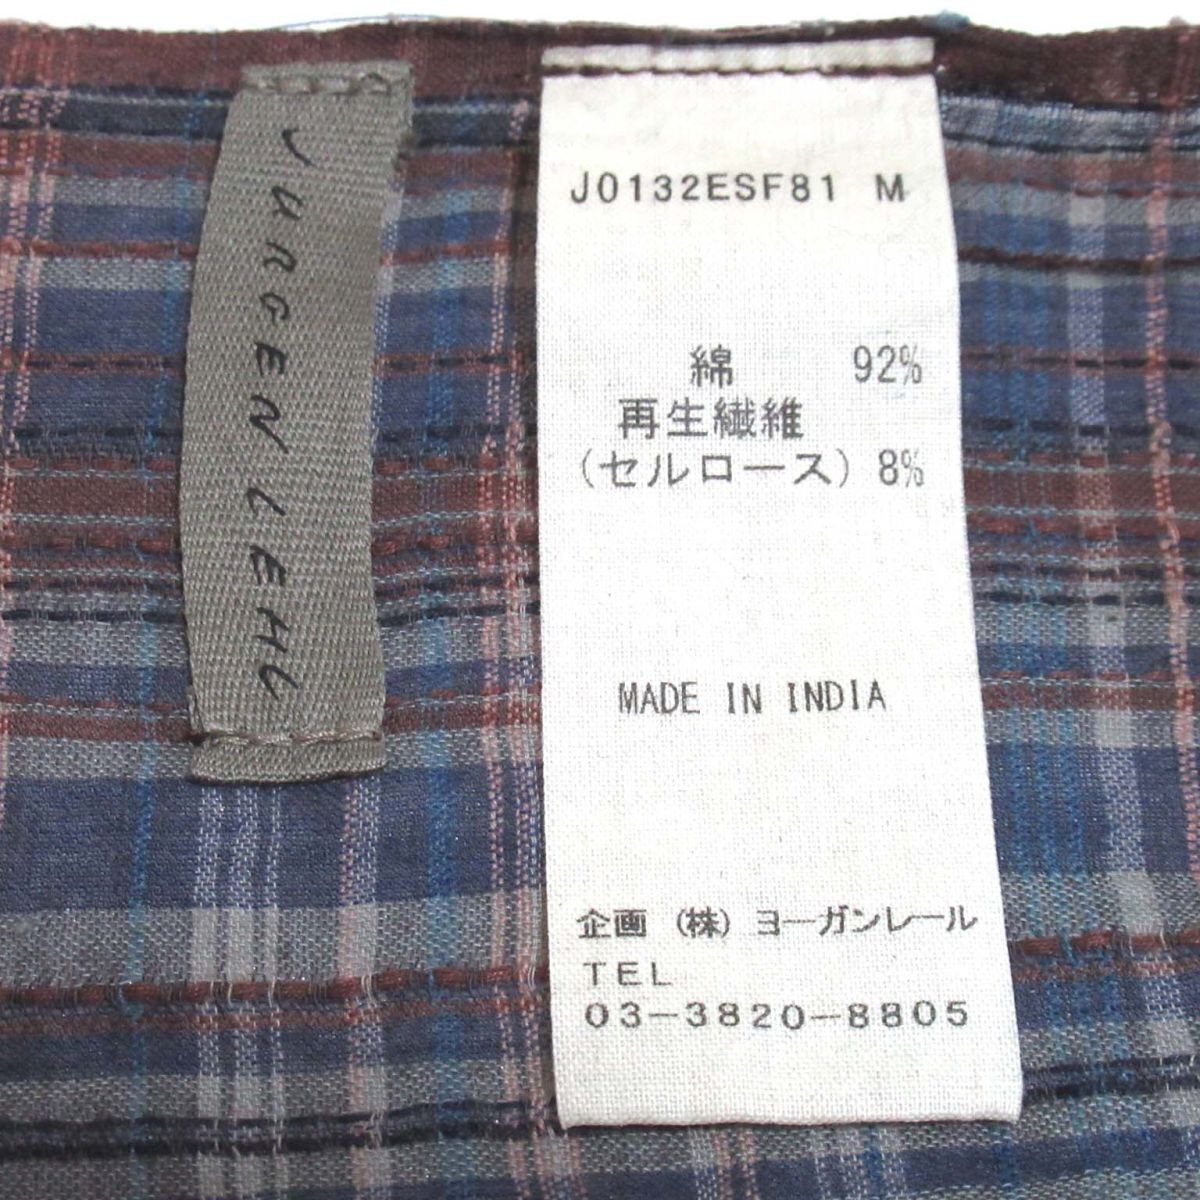 JURGEN LEHL
J0132ESF81 M
綿 92%
再生繊維
(セルロース) 8%
MADE IN INDIA
企画 (株) ヨーガンレール
TEL
03-3820-8805